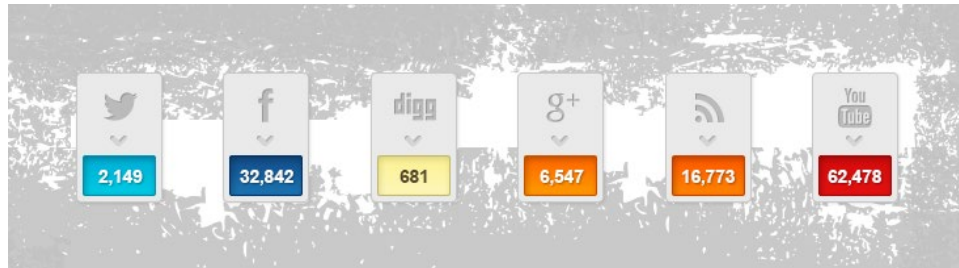 f
digg
g+
You
Tube
2,149
32,842
681
6,547
16,773
62,478